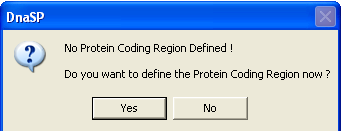 DnaSP
No Protein Coding Region Defined !
Do you want to define the Protein Coding Region now ?
Yes No